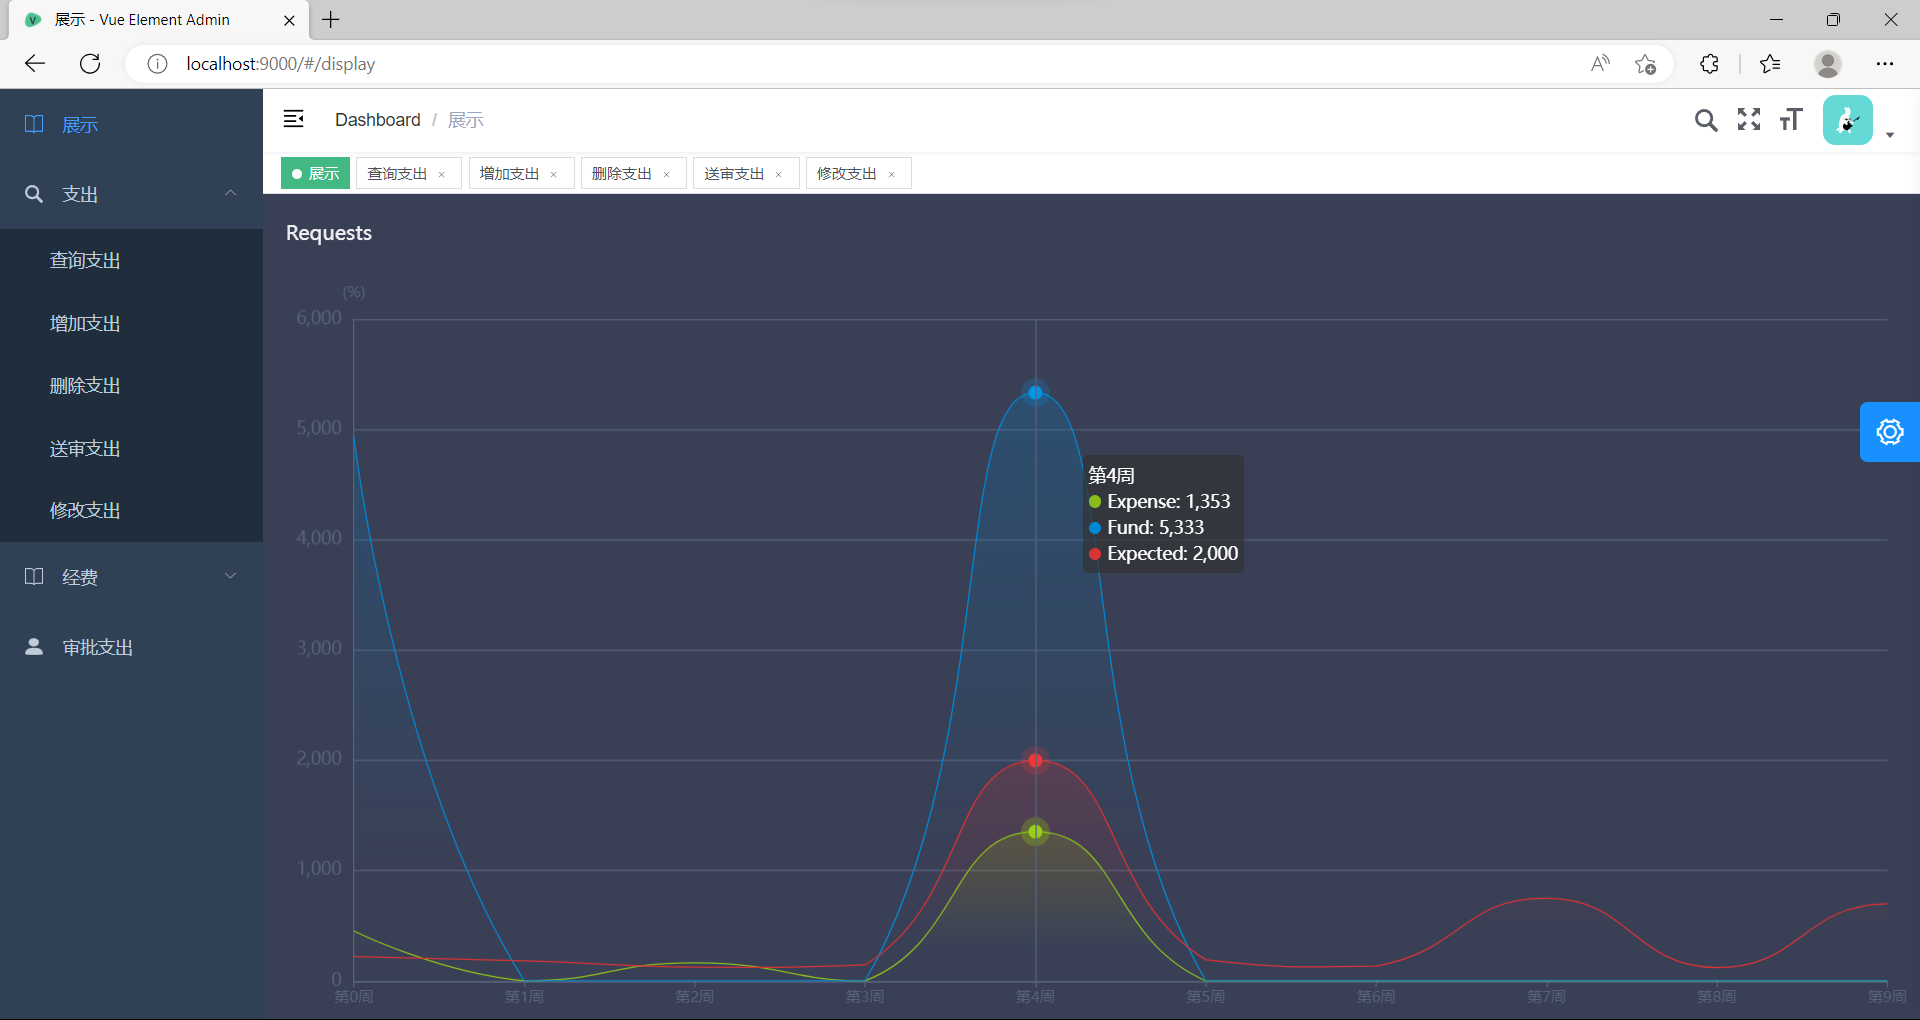 展示 - Vue Element Admin
localhost:9000/#/display
展示
Dashboard / 展示
展示 查询支出 × 增加支出 × 删除支出 × 送审支出 × 修改支出 ×
支出
查询支出
增加支出
删除支出
送审支出
修改支出
经费
审批支出
Requests
(%)
6,000
5,000
4,000
3,000
2,000
1,000
0
第4周
Expense: 1,353
Fund: 5,333
Expected: 2,000
第0周 第1周 第2周 第3周 第4周 第5周 第6周 第7周 第8周 第9周